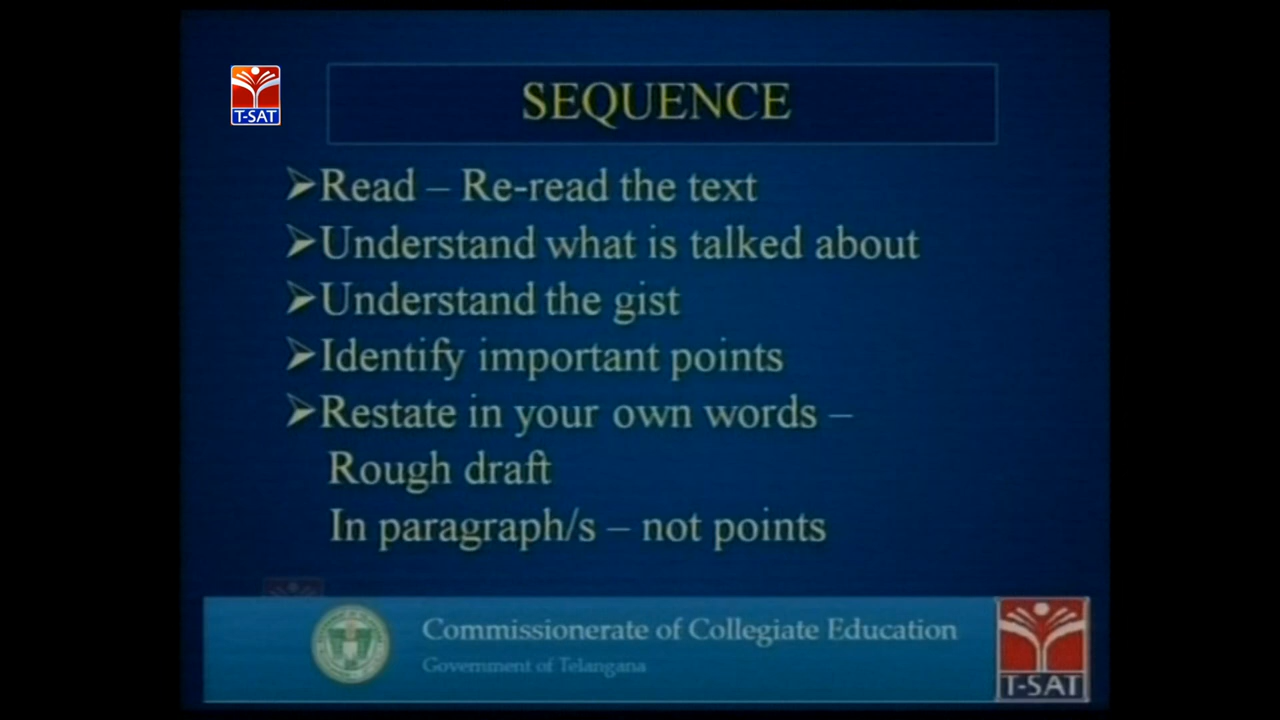 T-SAT
SEQUENCE
➢Read – Re-read the text
➢Understand what is talked about
➢Understand the gist
➢Identify important points
➢Restate in your own words –
Rough draft
In paragraph/s – not points
Commissionerate of Collegiate Education
Government of Telangana
T-SAT